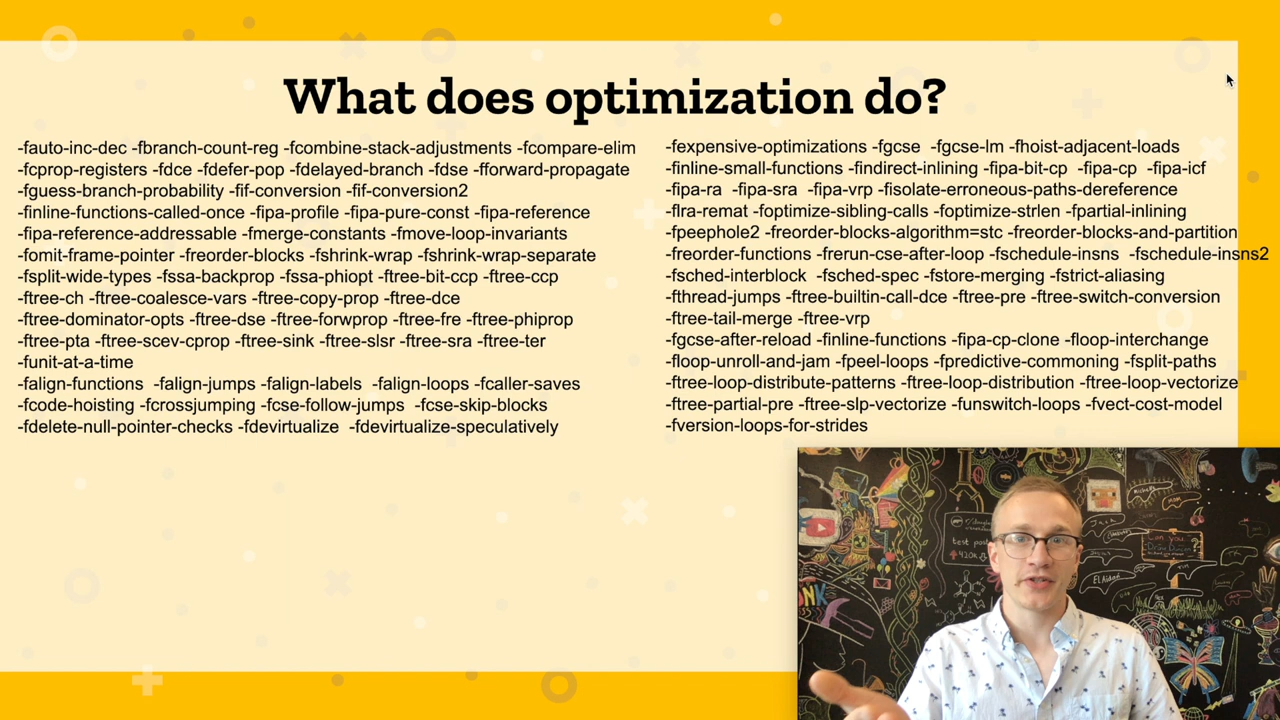 What does optimization do?
-fauto-inc-dec -fbranch-count-reg -fcombine-stack-adjustments -fcompare-elim
-fcprop-registers -fdce -fdefer-pop -fdelayed-branch -fdse -fforward-propagate
-fguess-branch-probability -fif-conversion -fif-conversion2
-finline-functions-called-once -fipa-profile -fipa-pure-const -fipa-reference
-fipa-reference-addressable -fmerge-constants -fmove-loop-invariants
-fomit-frame-pointer -freorder-blocks -fshrink-wrap -fshrink-wrap-separate
-fsplit-wide-types -fssa-backprop -fssa-phiopt -ftree-bit-ccp -ftree-ccp
-ftree-ch -ftree-coalesce-vars -ftree-copy-prop -ftree-dce
-ftree-dominator-opts -ftree-dse -ftree-forwprop -ftree-fre -ftree-phiprop
-ftree-pta -ftree-scev-cprop -ftree-sink -ftree-slsr -ftree-sra -ftree-ter
-funit-at-a-time
-falign-functions -falign-jumps -falign-labels -falign-loops -fcaller-saves
-fcode-hoisting -fcrossjumping -fcse-follow-jumps -fcse-skip-blocks
-fdelete-null-pointer-checks -fdevirtualize -fdevirtualize-speculatively
-fexpensive-optimizations -fgcse -fgcse-lm -fhoist-adjacent-loads
-finline-small-functions -findirect-inlining -fipa-bit-cp -fipa-cp -fipa-icf
-fipa-ra -fipa-sra -fipa-vrp -fisolate-erroneous-paths-dereference
-flra-remat -foptimize-sibling-calls -foptimize-strlen -fpartial-inlining
-fpeephole2 -freorder-blocks-algorithm=stc -freorder-blocks-and-partition
-freorder-functions -frerun-cse-after-loop -fschedule-insns -fschedule-insns2
-fsched-interblock -fsched-spec -fstore-merging -fstrict-aliasing
-fthread-jumps -ftree-builtin-call-dce -ftree-pre -ftree-switch-conversion
-ftree-tail-merge -ftree-vrp
-fgcse-after-reload -finline-functions -fipa-cp-clone -floop-interchange
-floop-unroll-and-jam -fpeel-loops -fpredictive-commoning -fsplit-paths
-ftree-loop-distribute-patterns -ftree-loop-distribution -ftree-loop-vectorize
-ftree-partial-pre -ftree-slp-vectorize -funswitch-loops -fvect-cost-model
-fversion-loops-for-strides
test post
420K
Can you